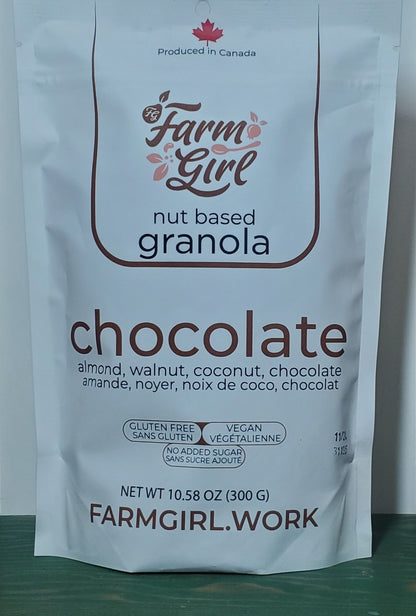 Produced in Canada
FG
Farm
Girl
nut based
granola
chocolate
almond, walnut, coconut, chocolate
amande, noyer, noix de coco, chocolat
GLUTEN FREE
SANS GLUTEN
VEGAN
VÉGÉTALIENNE
NO ADDED SUGAR
SANS SUCRE AJOUTÉ
NET WT 10.58 OZ (300 G)
FARMGIRL.WORK